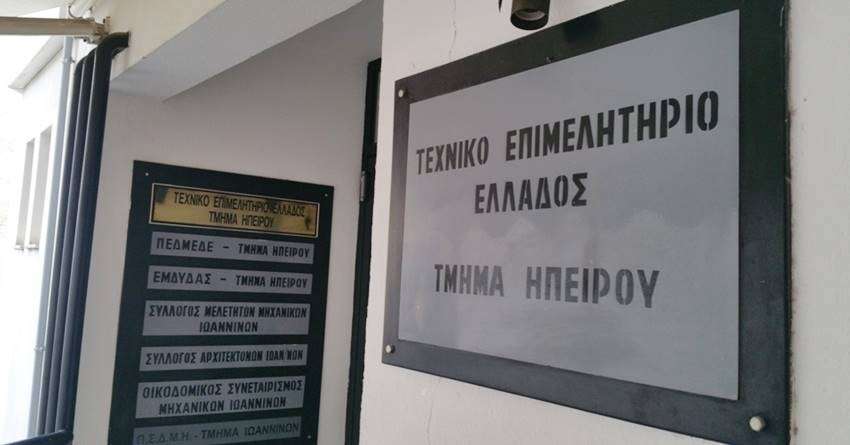 ΤΕΧΝΙΚΟ ΕΠΙΜΕΛΗΤΗΡΙΟ
ΕΛΛΑΔΟΣ
ΤΜΗΜΑ ΗΠΕΙΡΟΥ
ΤΕΧΝΙΚΟ ΕΠΙΜΕΛΗΤΗΡΙΟ ΕΛΛΑΔΟΣ
ΤΜΗΜΑ ΗΠΕΙΡΟΥ
ΠΕΔΜΕΔΕ - ΤΜΗΜΑ ΗΠΕΙΡΟΥ
ΕΜΔΥΔΑΣ - ΤΜΗΜΑ ΗΠΕΙΡΟΥ
ΣΥΛΛΟΓΟΣ ΜΕΛΕΤΗΤΩΝ ΜΗΧΑΝΙΚΩΝ
ΙΩΑΝΝΙΝΩΝ
ΣΥΛΛΟΓΟΣ ΑΡΧΙΤΕΚΤΟΝΩΝ ΙΩΑΝ/ΝΩΝ
ΟΙΚΟΔΟΜΙΚΟΣ ΣΥΝΕΤΑΙΡΙΣΜΟΣ
ΜΗΧΑΝΙΚΩΝ ΙΩΑΝΝΙΝΩΝ
Π.Ε.Δ.Μ.Η.- ΤΜΗΜΑ ΙΩΑΝΝΙΝΩΝ